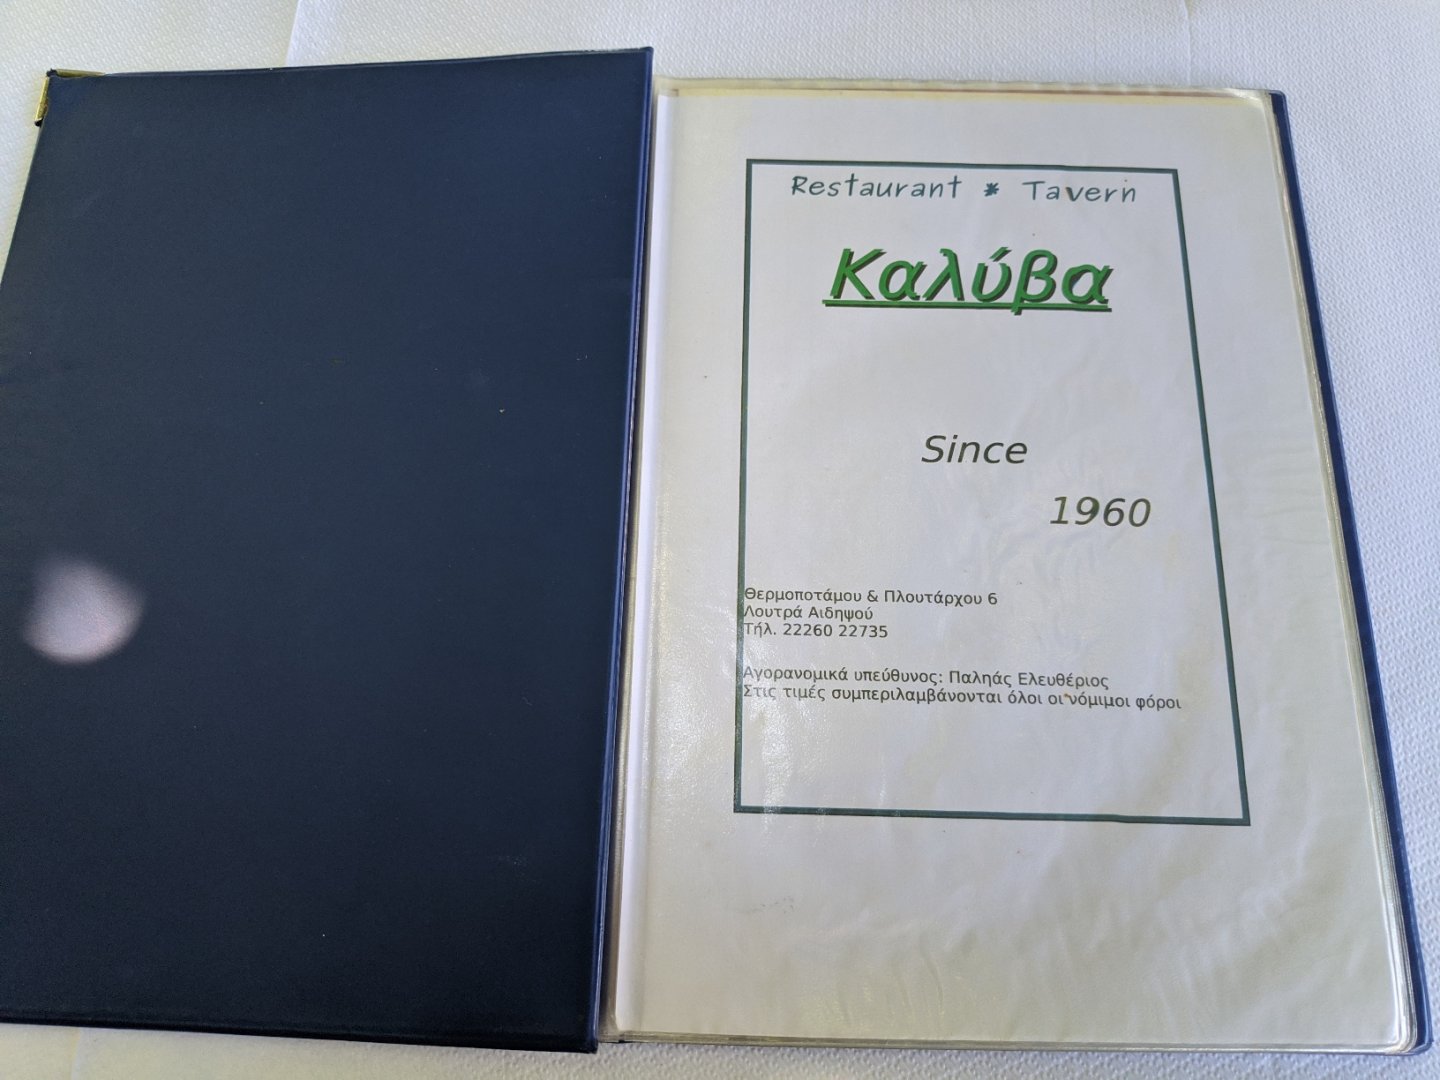 Restaurant * Tavern
Καλύβα
Since
1960
Θερμοποτάμου & Πλουτάρχου 6
Λουτρά Αιδηψού
Τήλ. 22260 22735
Αγορανομικά υπεύθυνος: Παληάς Ελευθέριος
Στις τιμές συμπεριλαμβάνονται όλοι οι νόμιμοι φόροι